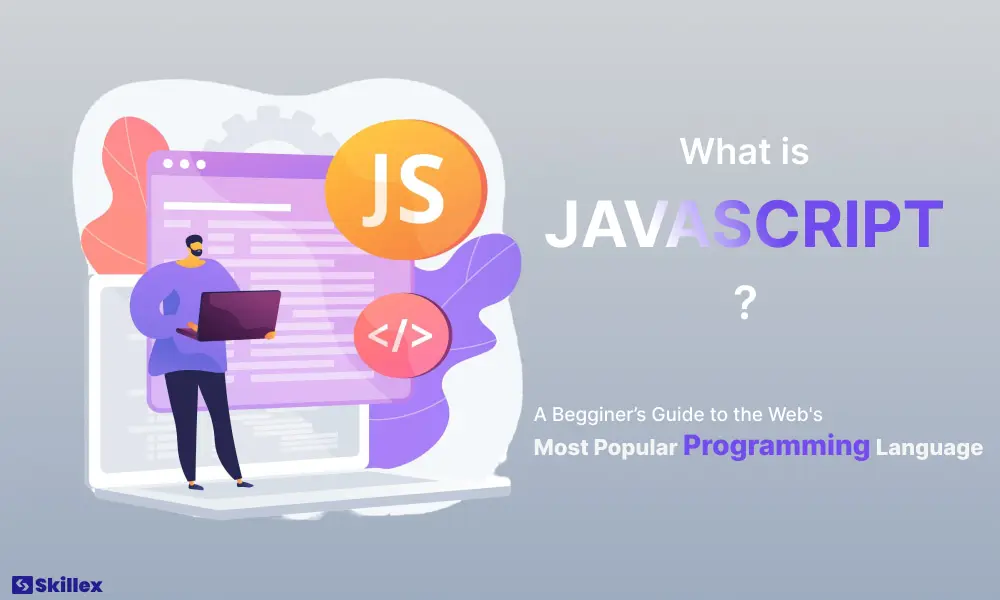 JS
</>
What is
JAVASCRIPT
?
A Begginer’s Guide to the Web's
Most Popular Programming Language
Skillex